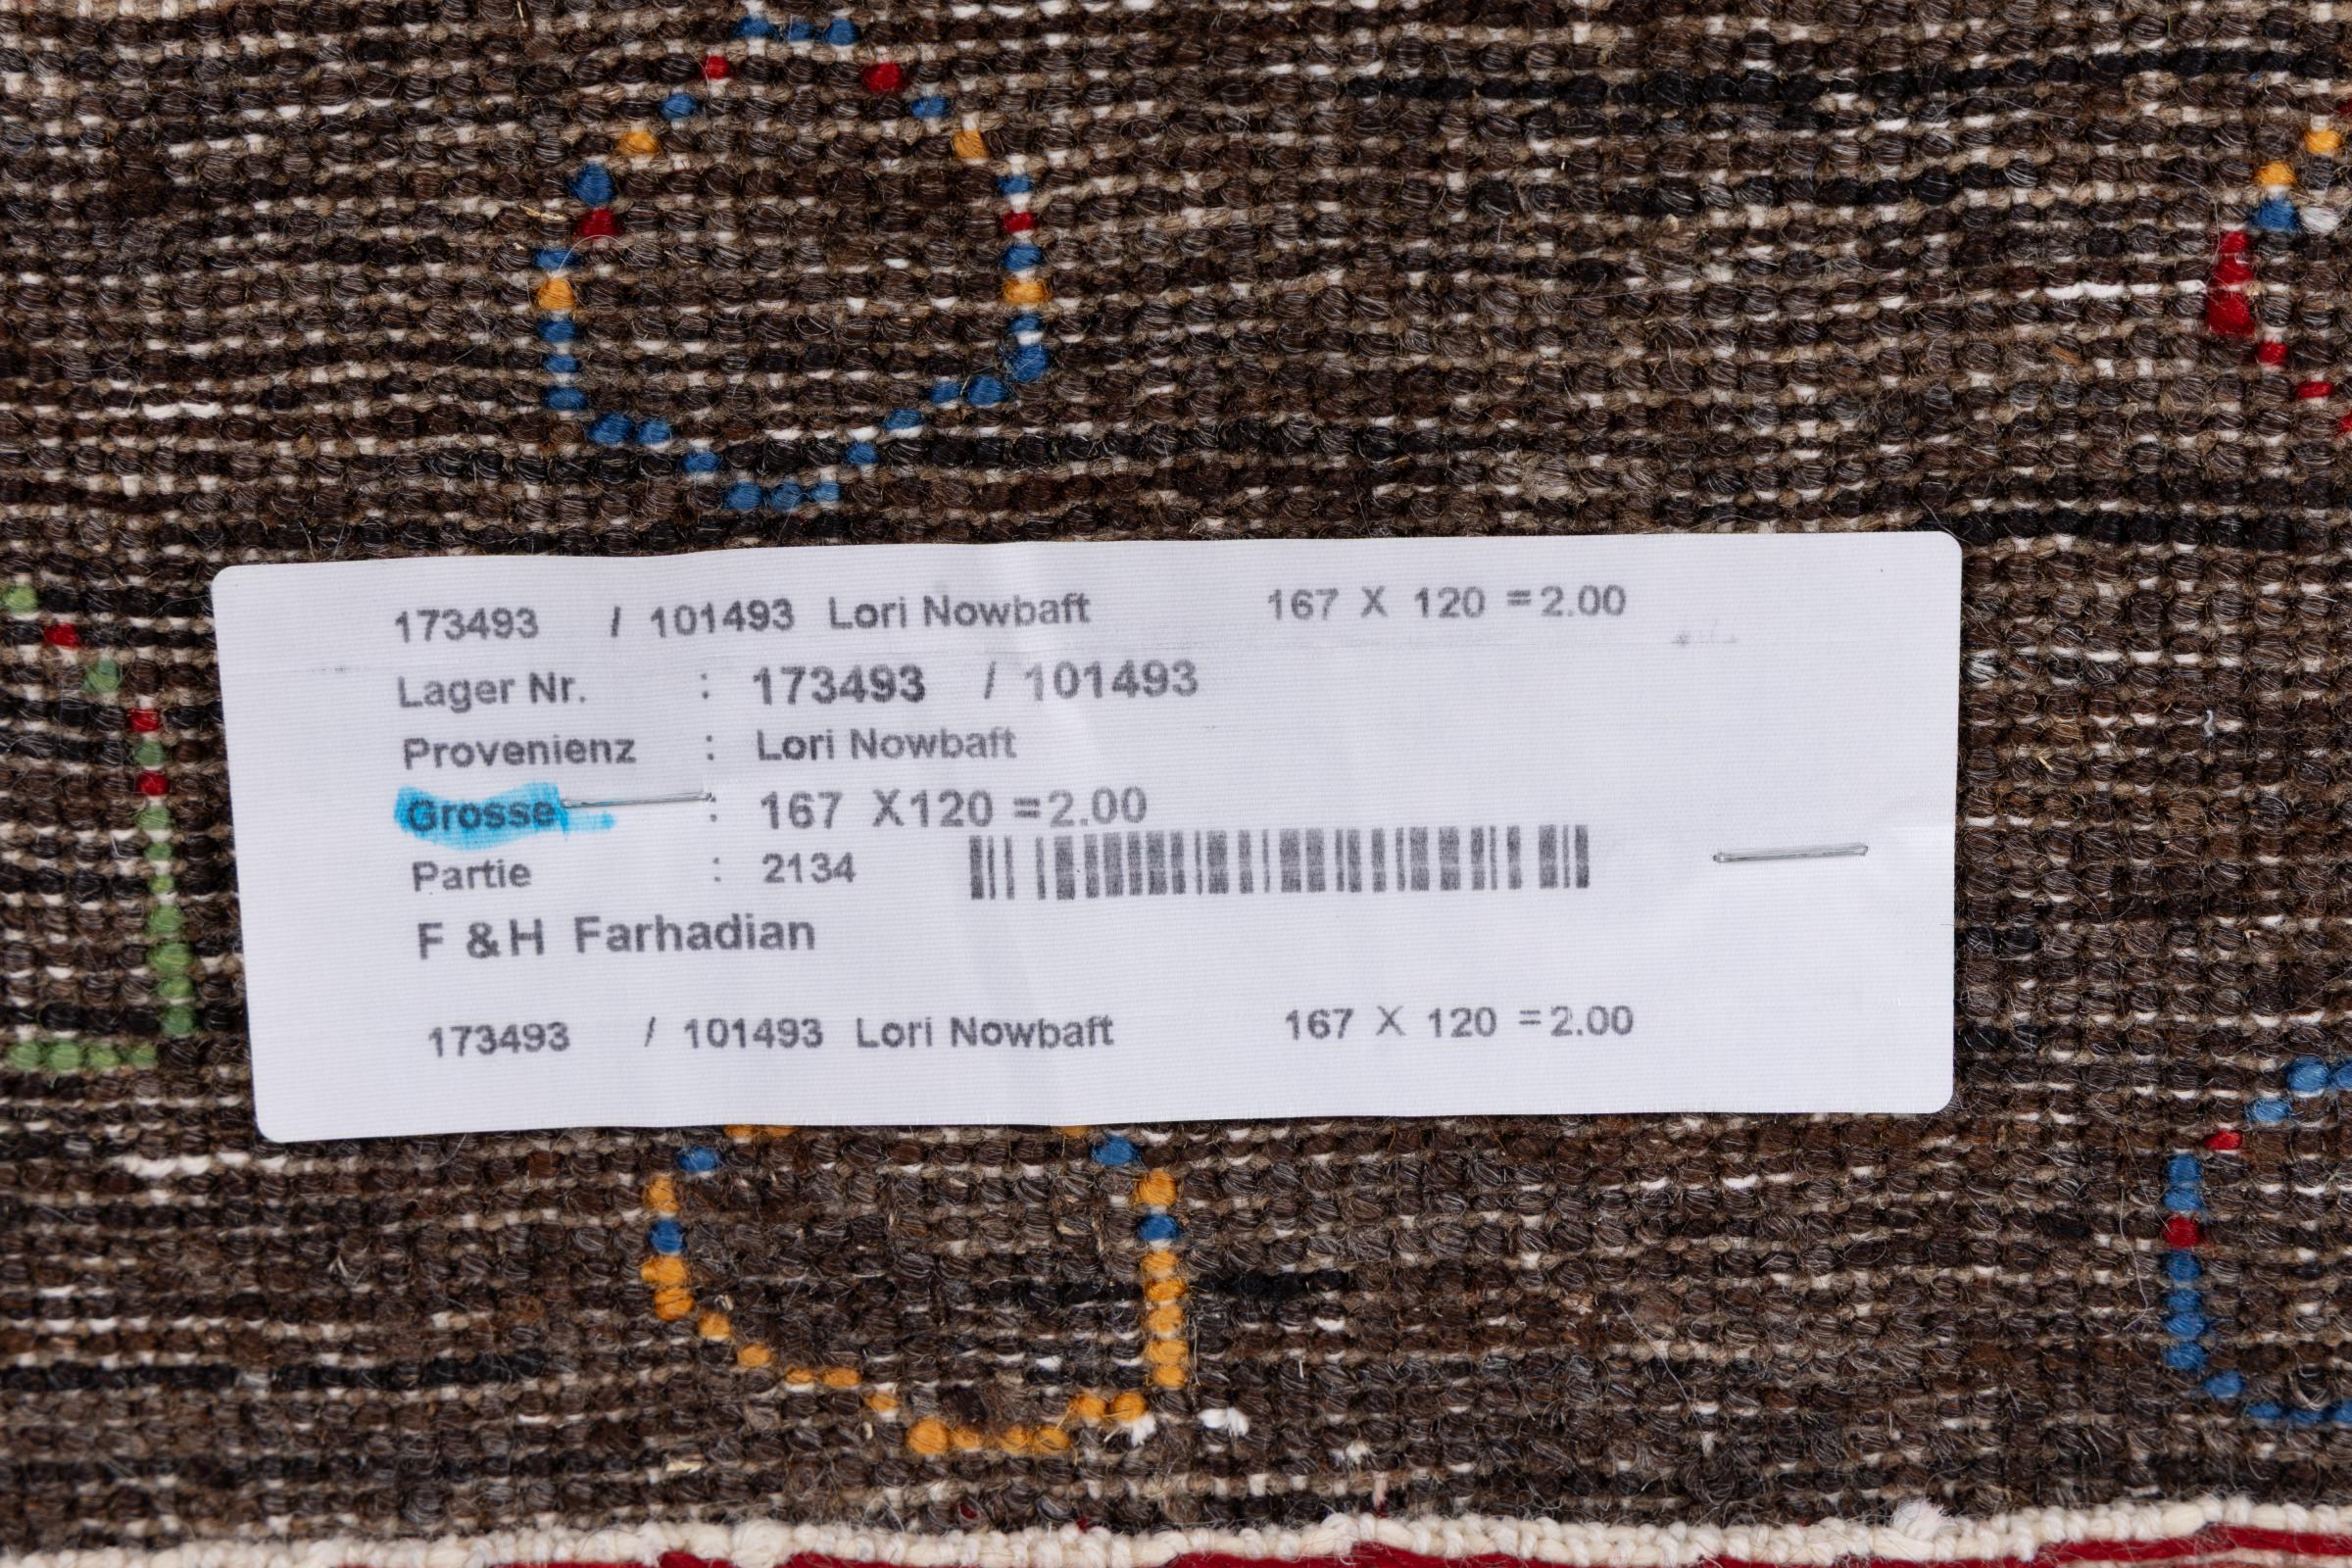 173493 / 101493 Lori Nowbaft 167 X 120 =2.00
Lager Nr. : 173493 / 101493
Provenienz : Lori Nowbaft
Grosse : 167 X120 =2.00
Partie : 2134
F &H Farhadian
173493 / 101493 Lori Nowbaft 167 X 120 =2.00